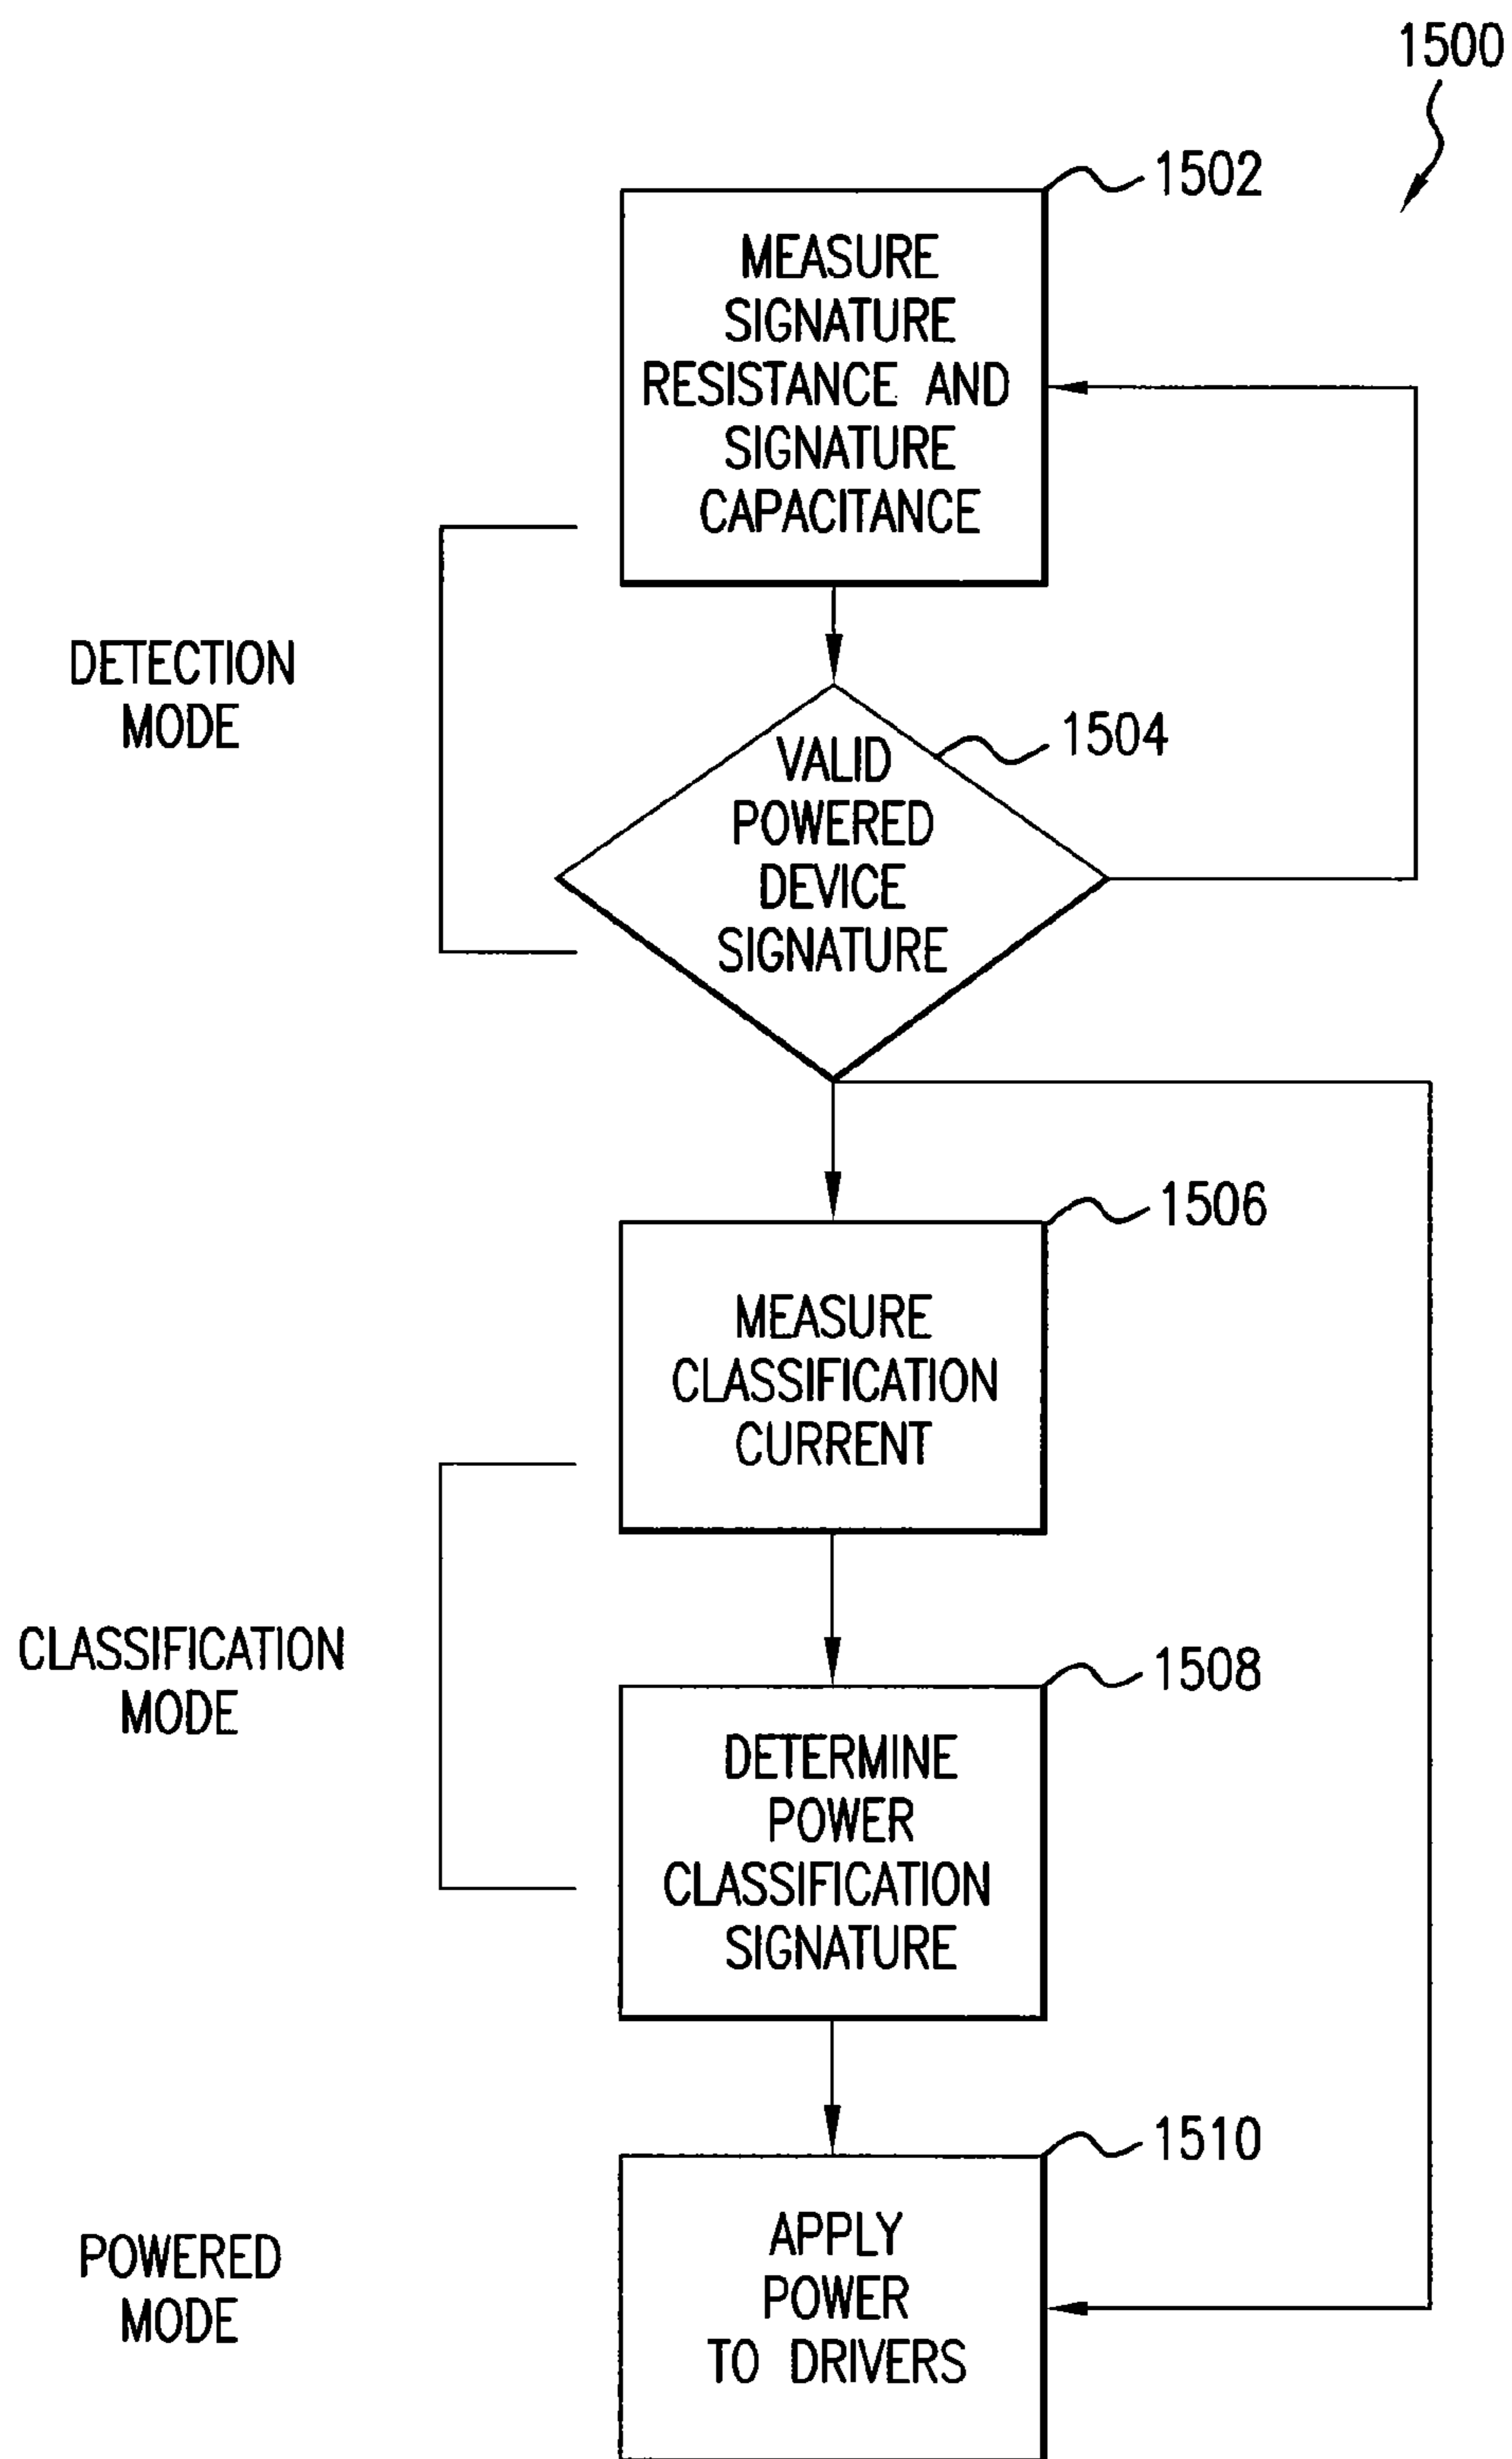 1500
1502
MEASURE
SIGNATURE
RESISTANCE AND
SIGNATURE
CAPACITANCE
DETECTION
MODE
1504
VALID
POWERED
DEVICE
SIGNATURE
1506
MEASURE
CLASSIFICATION
CURRENT
CLASSIFICATION
MODE
1508
DETERMINE
POWER
CLASSIFICATION
SIGNATURE
1510
APPLY
POWER
TO DRIVERS
POWERED
MODE